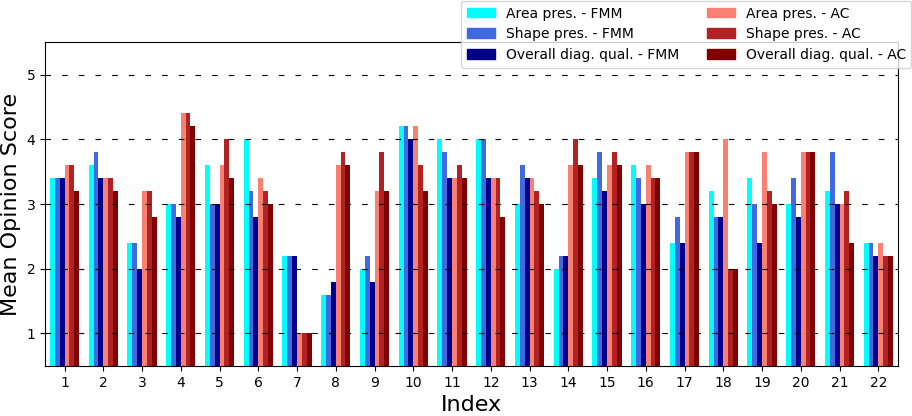 Area pres. - FMM
Shape pres. - FMM
Overall diag. qual. - FMM
Area pres. - AC
Shape pres. - AC
Overall diag. qual. - AC
Mean Opinion Score
5
4
3
2
1
1 2 3 4 5 6 7 8 9 10 11 12 13 14 15 16 17 18 19 20 21 22
Index